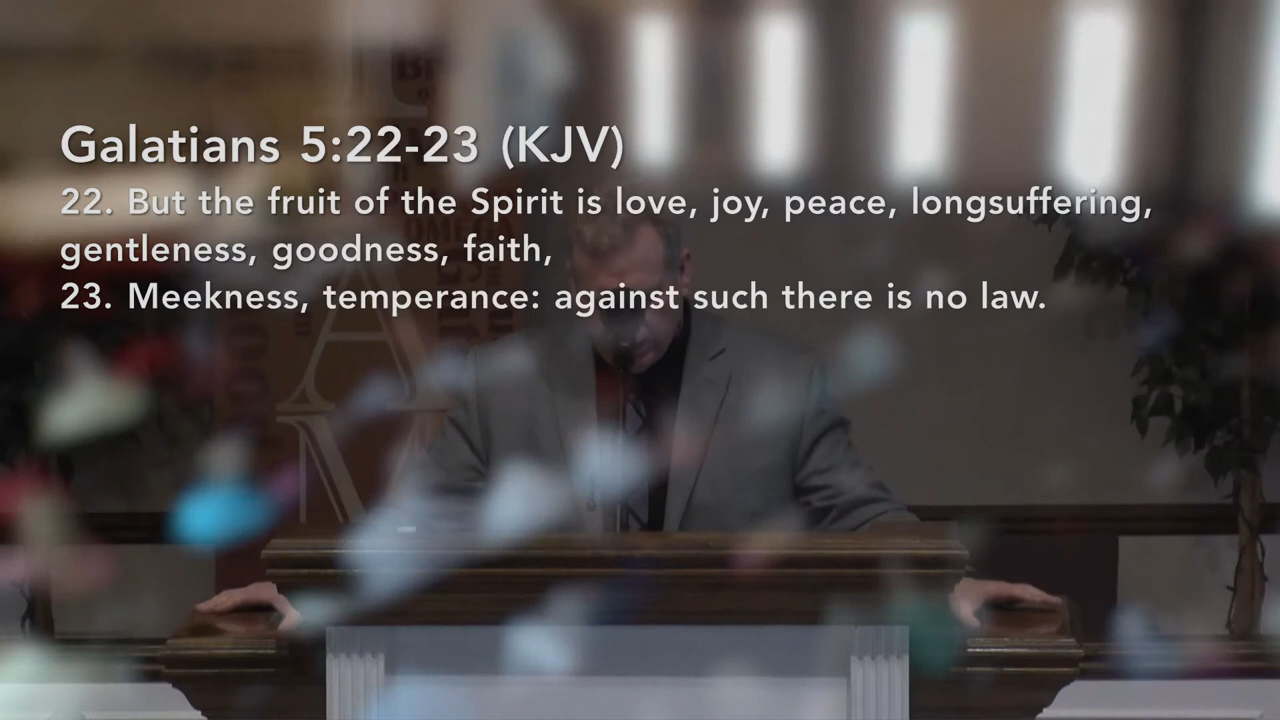 Galatians 5:22-23 (KJV)
22. But the fruit of the Spirit is love, joy, peace, longsuffering,
gentleness, goodness, faith,
23. Meekness, temperance: against such there is no law.